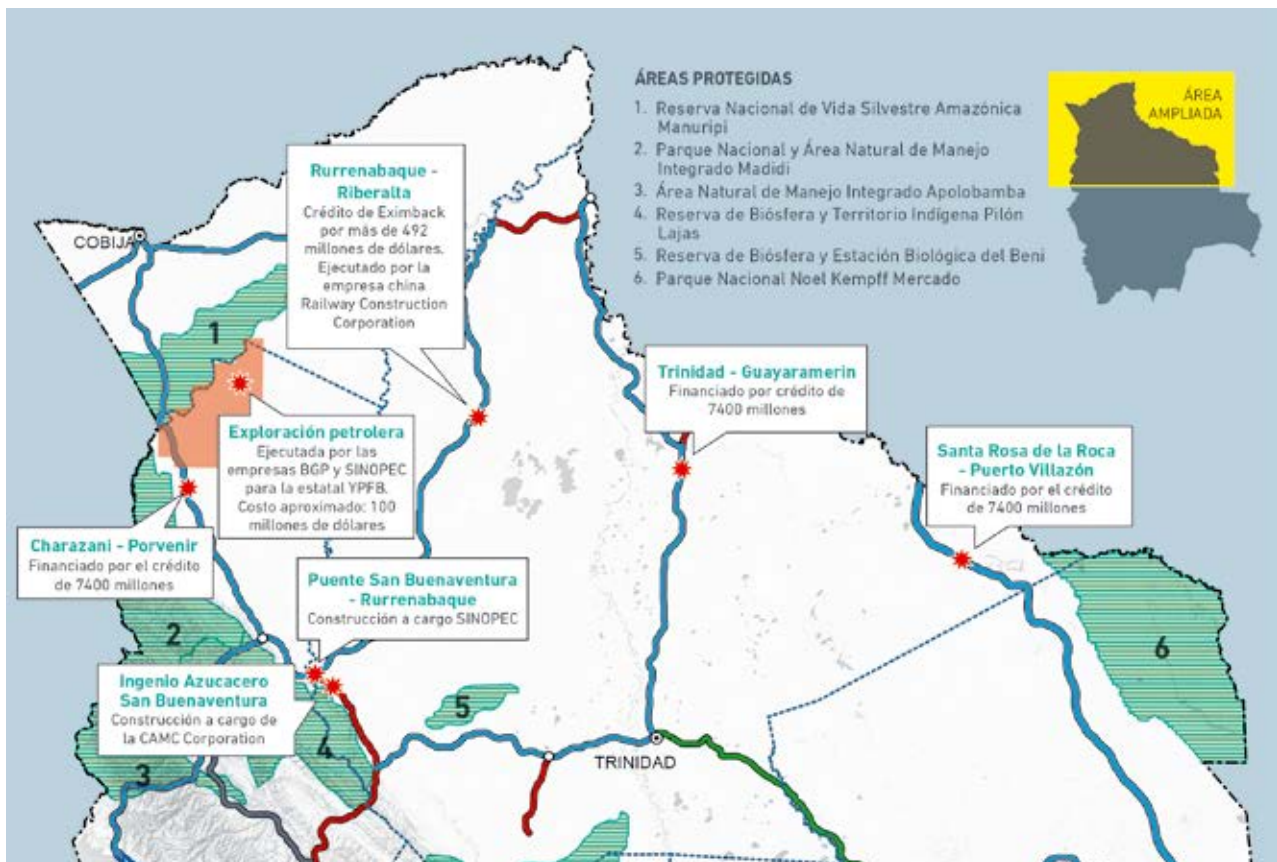 ÁREAS PROTEGIDAS
1. Reserva Nacional de Vida Silvestre Amazónica
Manuripi
2. Parque Nacional y Área Natural de Manejo
Integrado Madidi
3. Área Natural de Manejo Integrado Apolobamba
4. Reserva de Biósfera y Territorio Indígena Pilón
Lajas
5. Reserva de Biósfera y Estación Biológica del Beni
6. Parque Nacional Noel Kempff Mercado
ÁREA
AMPLIADA
Rurrenabaque -
Riberalta
Crédito de Eximback
por más de 492
millones de dólares.
Ejecutado por la
empresa china
Railway Construction
Corporation
COBIJA
1
Trinidad - Guayaramerin
Financiado por crédito de
7400 millones
Exploración petrolera
Ejecutada por las
empresas BGP y SINOPEC
para la estatal YPFB.
Costo aproximado: 100
millones de dólares
Santa Rosa de la Roca
- Puerto Villazón
Financiado por el crédito
de 7400 millones
Charazani - Porvenir
Financiado por el crédito
de 7400 millones
Puente San Buenaventura
- Rurrenabaque
Construcción a cargo SINOPEC
2
6
Ingenio Azucacero
San Buenaventura
Construcción a cargo de
la CAMC Corporation
5
4
TRINIDAD
3